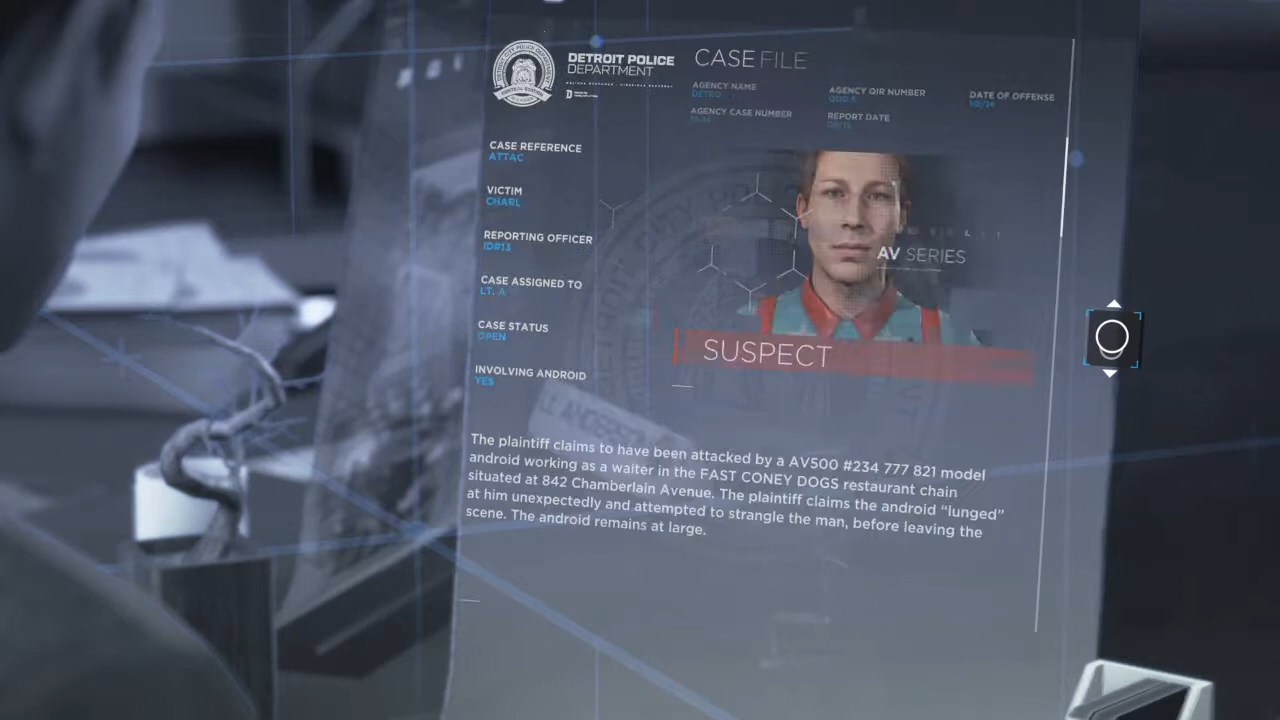 DETROIT POLICE
DEPARTMENT
CASE FILE
AGENCY NAME
DETRO
AGENCY QIR NUMBER
DATE OF OFFENSE
AGENCY CASE NUMBER
REPORT DATE
CASE REFERENCE
ATTAC
VICTIM
CHARL
REPORTING OFFICER
ID#13
CASE ASSIGNED TO
LT. A
CASE STATUS
OPEN
INVOLVING ANDROID
YES
AV SERIES
SUSPECT
The plaintiff claims to have been attacked by a AV500 #234 777 821 model
android working as a waiter in the FAST CONEY DOGS restaurant chain
situated at 842 Chamberlain Avenue. The plaintiff claims the android “lunged”
at him unexpectedly and attempted to strangle the man, before leaving the
scene. The android remains at large.